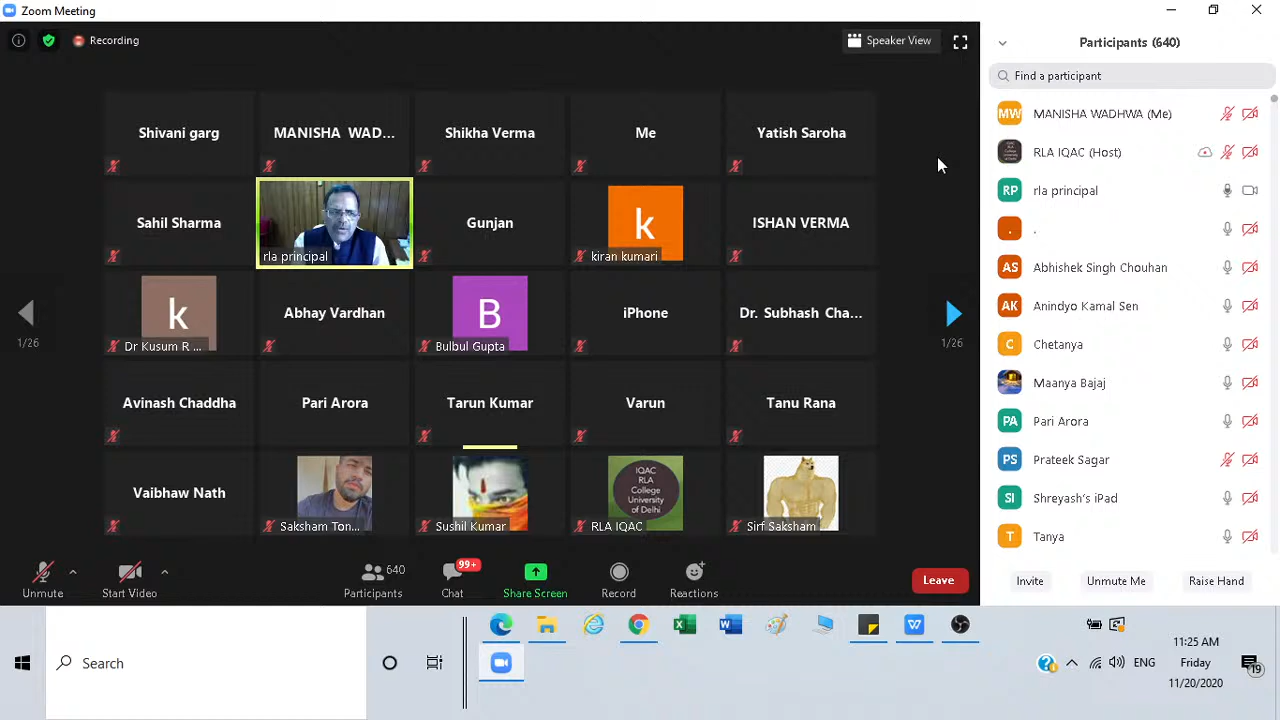 Zoom Meeting
Recording
Speaker View
Shivani garg
MANISHA WAD...
Shikha Verma
Me
Yatish Saroha
Sahil Sharma
rla principal
Gunjan
k
kiran kumari
ISHAN VERMA
k
Dr Kusum R ...
Abhay Vardhan
B
Bulbul Gupta
iPhone
Dr. Subhash Cha...
1/26
1/26
Avinash Chaddha
Pari Arora
Tarun Kumar
Varun
Tanu Rana
Vaibhaw Nath
Saksham Ton...
Sushil Kumar
IQAC
RLA
College
University
of Delhi
RLA IQAC
Sirf Saksham
Unmute
Start Video
640
Participants
99+
Chat
Share Screen
Record
Reactions
Leave
Participants (640)
Find a participant
MW MANISHA WADHWA (Me)
RLA IQAC (Host)
RP rla principal
. .
AS Abhishek Singh Chouhan
AK Anindyo Kamal Sen
C Chetanya
Maanya Bajaj
PA Pari Arora
PS Prateek Sagar
SI Shreyash's iPad
T Tanya
Invite
Unmute Me
Raise Hand
Search
ENG
11:25 AM
Friday
11/20/2020
19